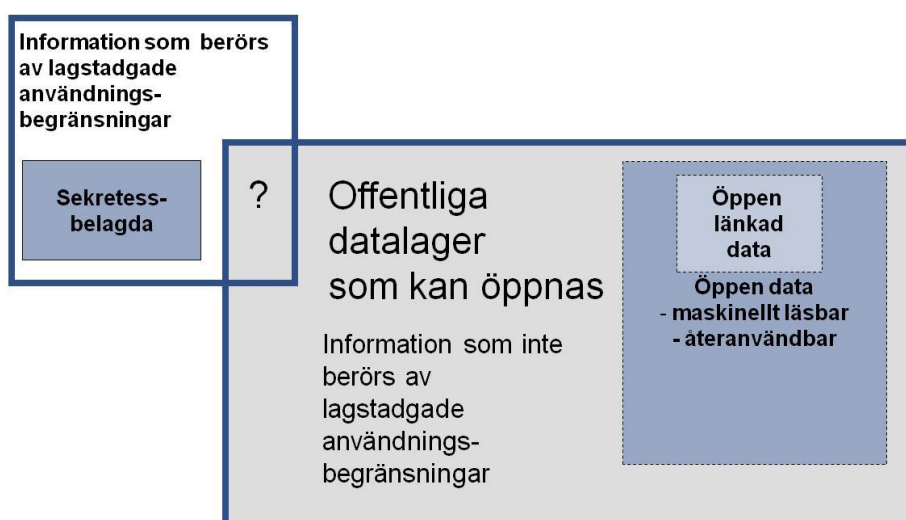 Information som berörs
av lagstadgade
användnings-
begränsningar
Sekretess-
belagda
?
Offentliga
datalager
som kan öppnas
Information som inte
berörs av
lagstadgade
användnings-
begränsningar
Öppen
länkad
data
Öppen data
- maskinellt läsbar
- återanvändbar